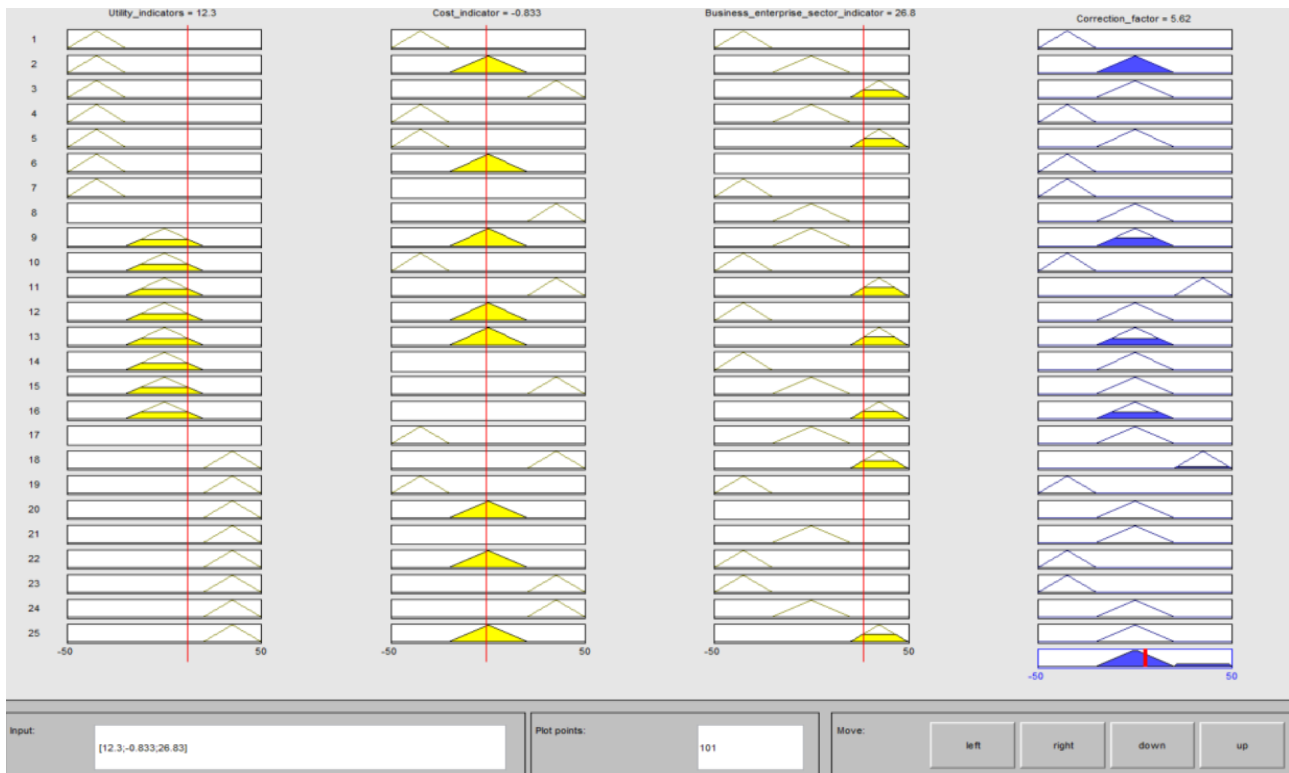 Utility_indicators = 12.3
Cost_indicator = -0.833
Business_enterprise_sector_indicator = 26.8
Correction_factor = 5.62
1
2
3
4
5
6
7
8
9
10
11
12
13
14
15
16
17
18
19
20
21
22
23
24
25
-50 50
-50 50
-50 50
-50 50
Input:
[12.3;-0.833;26.83]
Plot points:
101
Move:
left
right
down
up